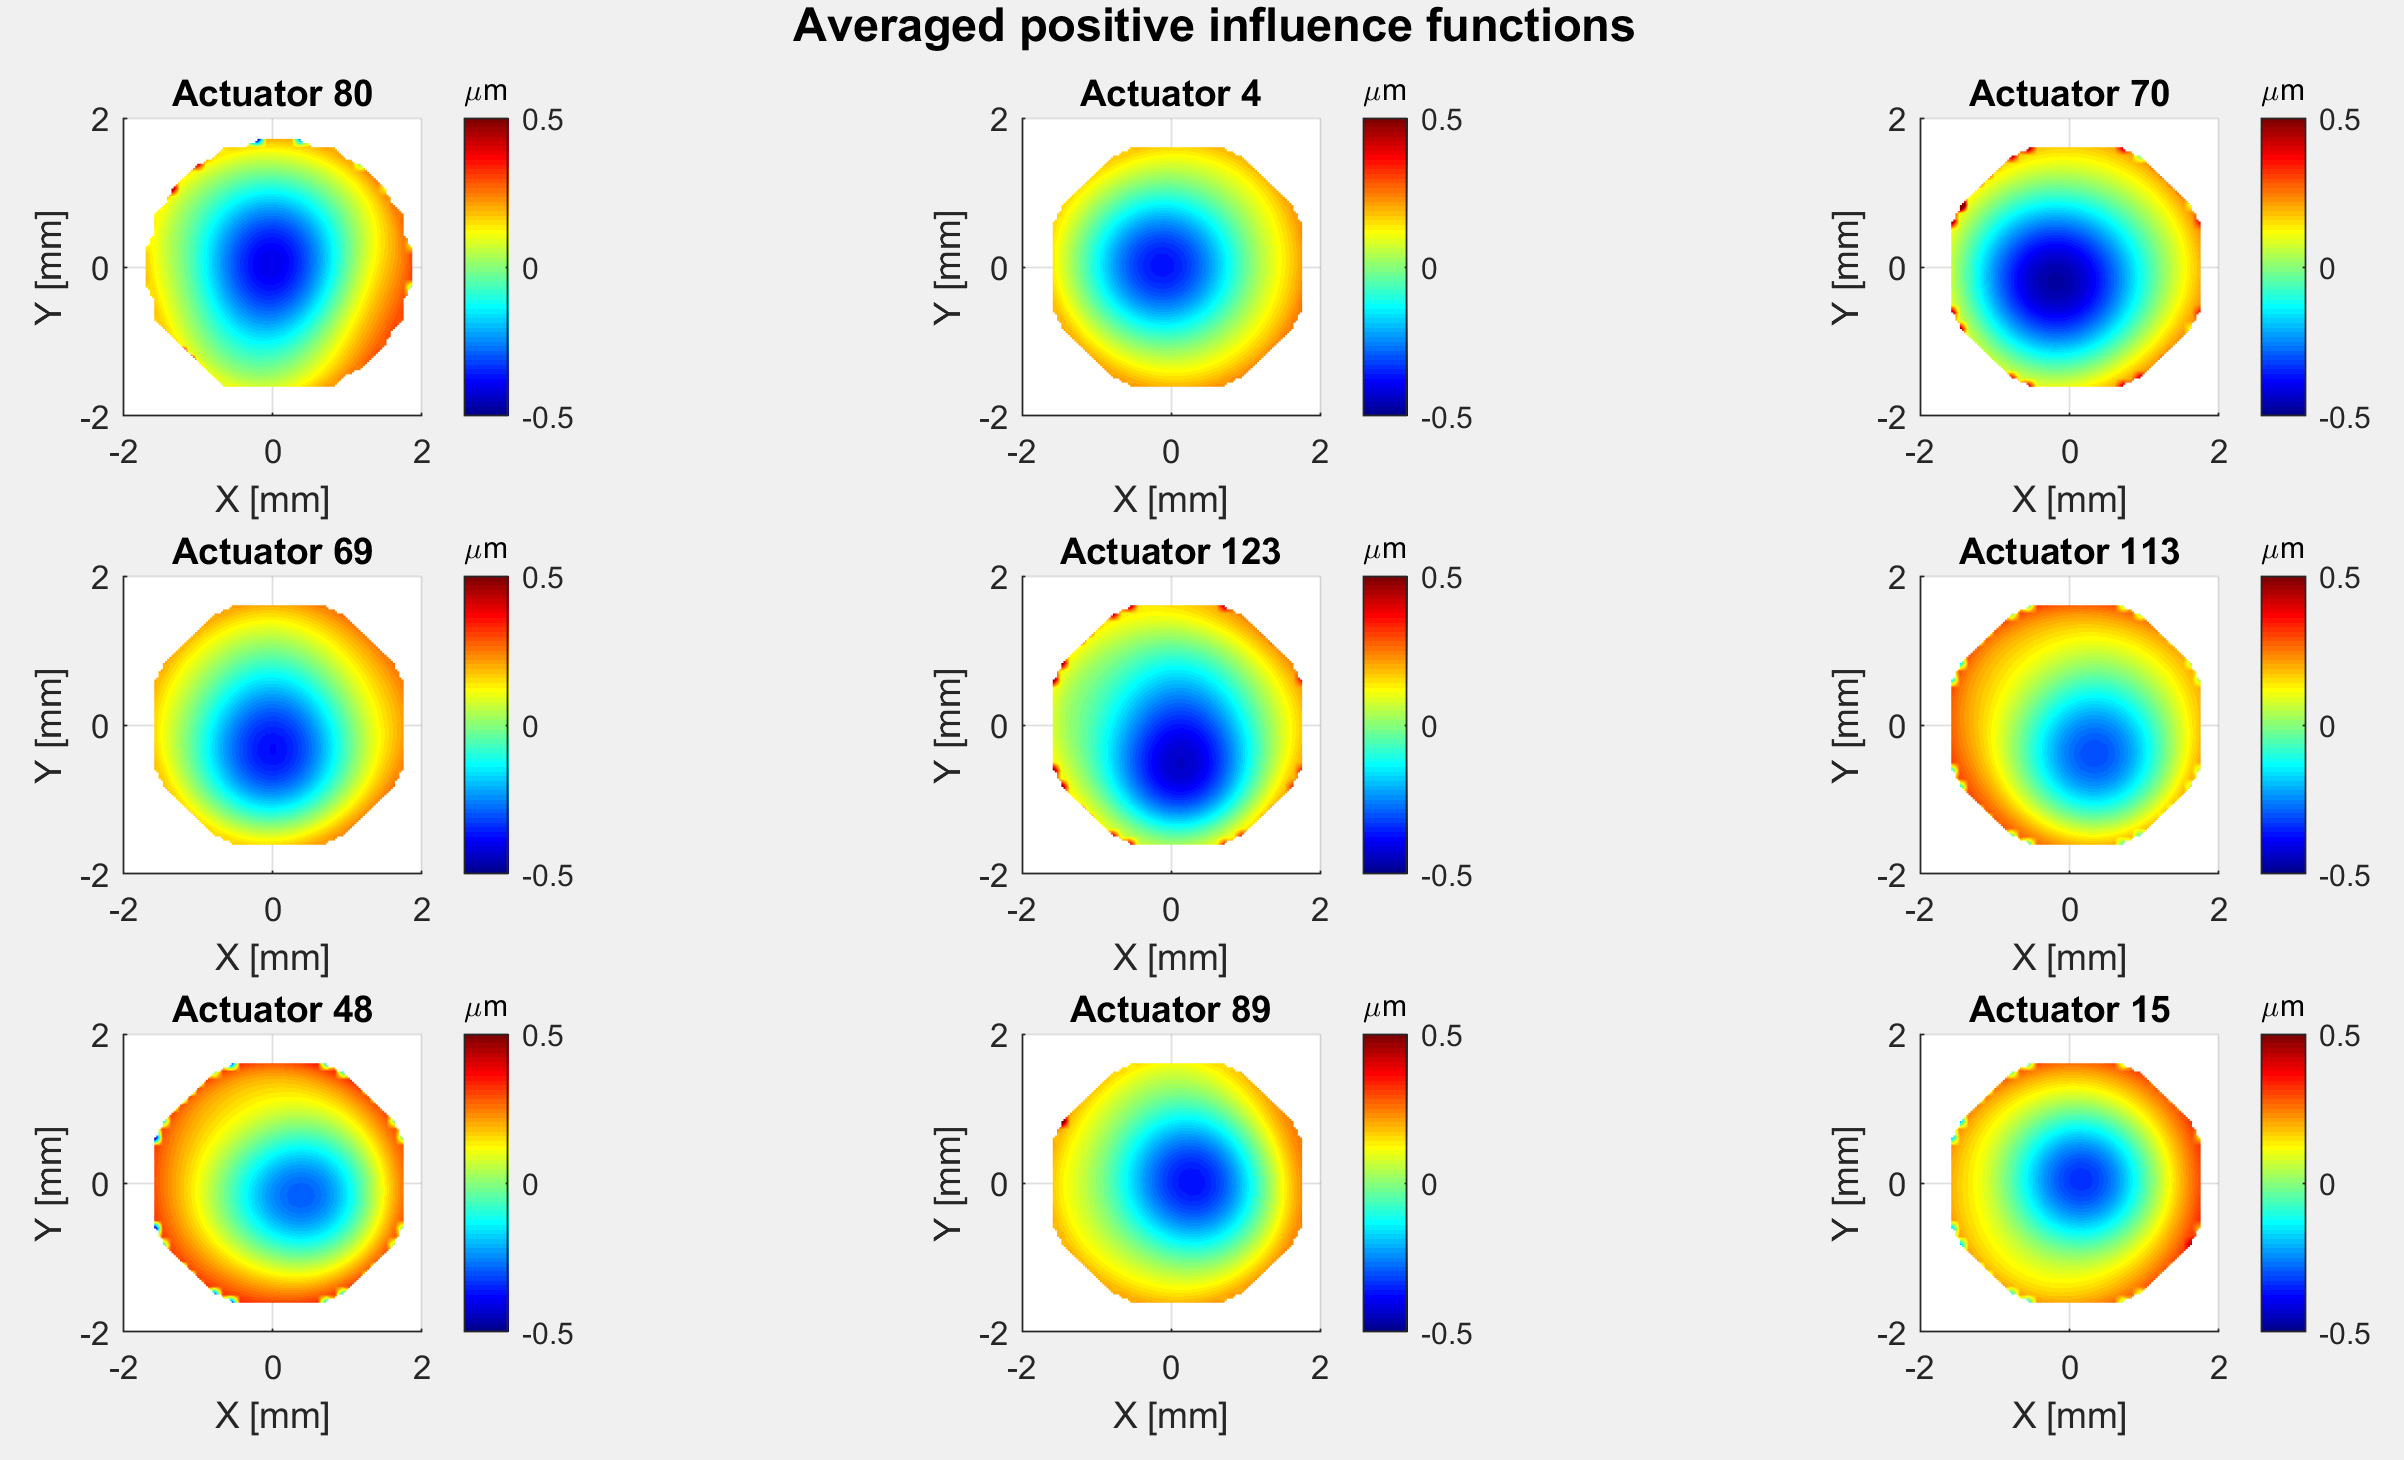 Averaged positive influence functions
Actuator 80
μm
Actuator 4
μm
Actuator 70
μm
2
0
-2
Y [mm]
-2
0
2
X [mm]
0.5
0
-0.5
2
0
-2
Y [mm]
-2
0
2
X [mm]
0.5
0
-0.5
2
0
-2
Y [mm]
-2
0
2
X [mm]
0.5
0
-0.5
Actuator 69
μm
Actuator 123
μm
Actuator 113
μm
2
0
-2
Y [mm]
-2
0
2
X [mm]
0.5
0
-0.5
2
0
-2
Y [mm]
-2
0
2
X [mm]
0.5
0
-0.5
2
0
-2
Y [mm]
-2
0
2
X [mm]
0.5
0
-0.5
Actuator 48
μm
Actuator 89
μm
Actuator 15
μm
2
0
-2
Y [mm]
-2
0
2
X [mm]
0.5
0
-0.5
2
0
-2
Y [mm]
-2
0
2
X [mm]
0.5
0
-0.5
2
0
-2
Y [mm]
-2
0
2
X [mm]
0.5
0
-0.5